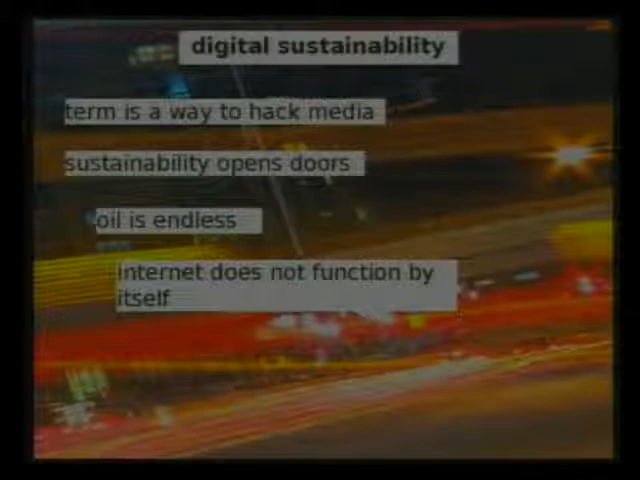 digital sustainability
term is a way to hack media
sustainability opens doors
oil is endless
internet does not function by
itself